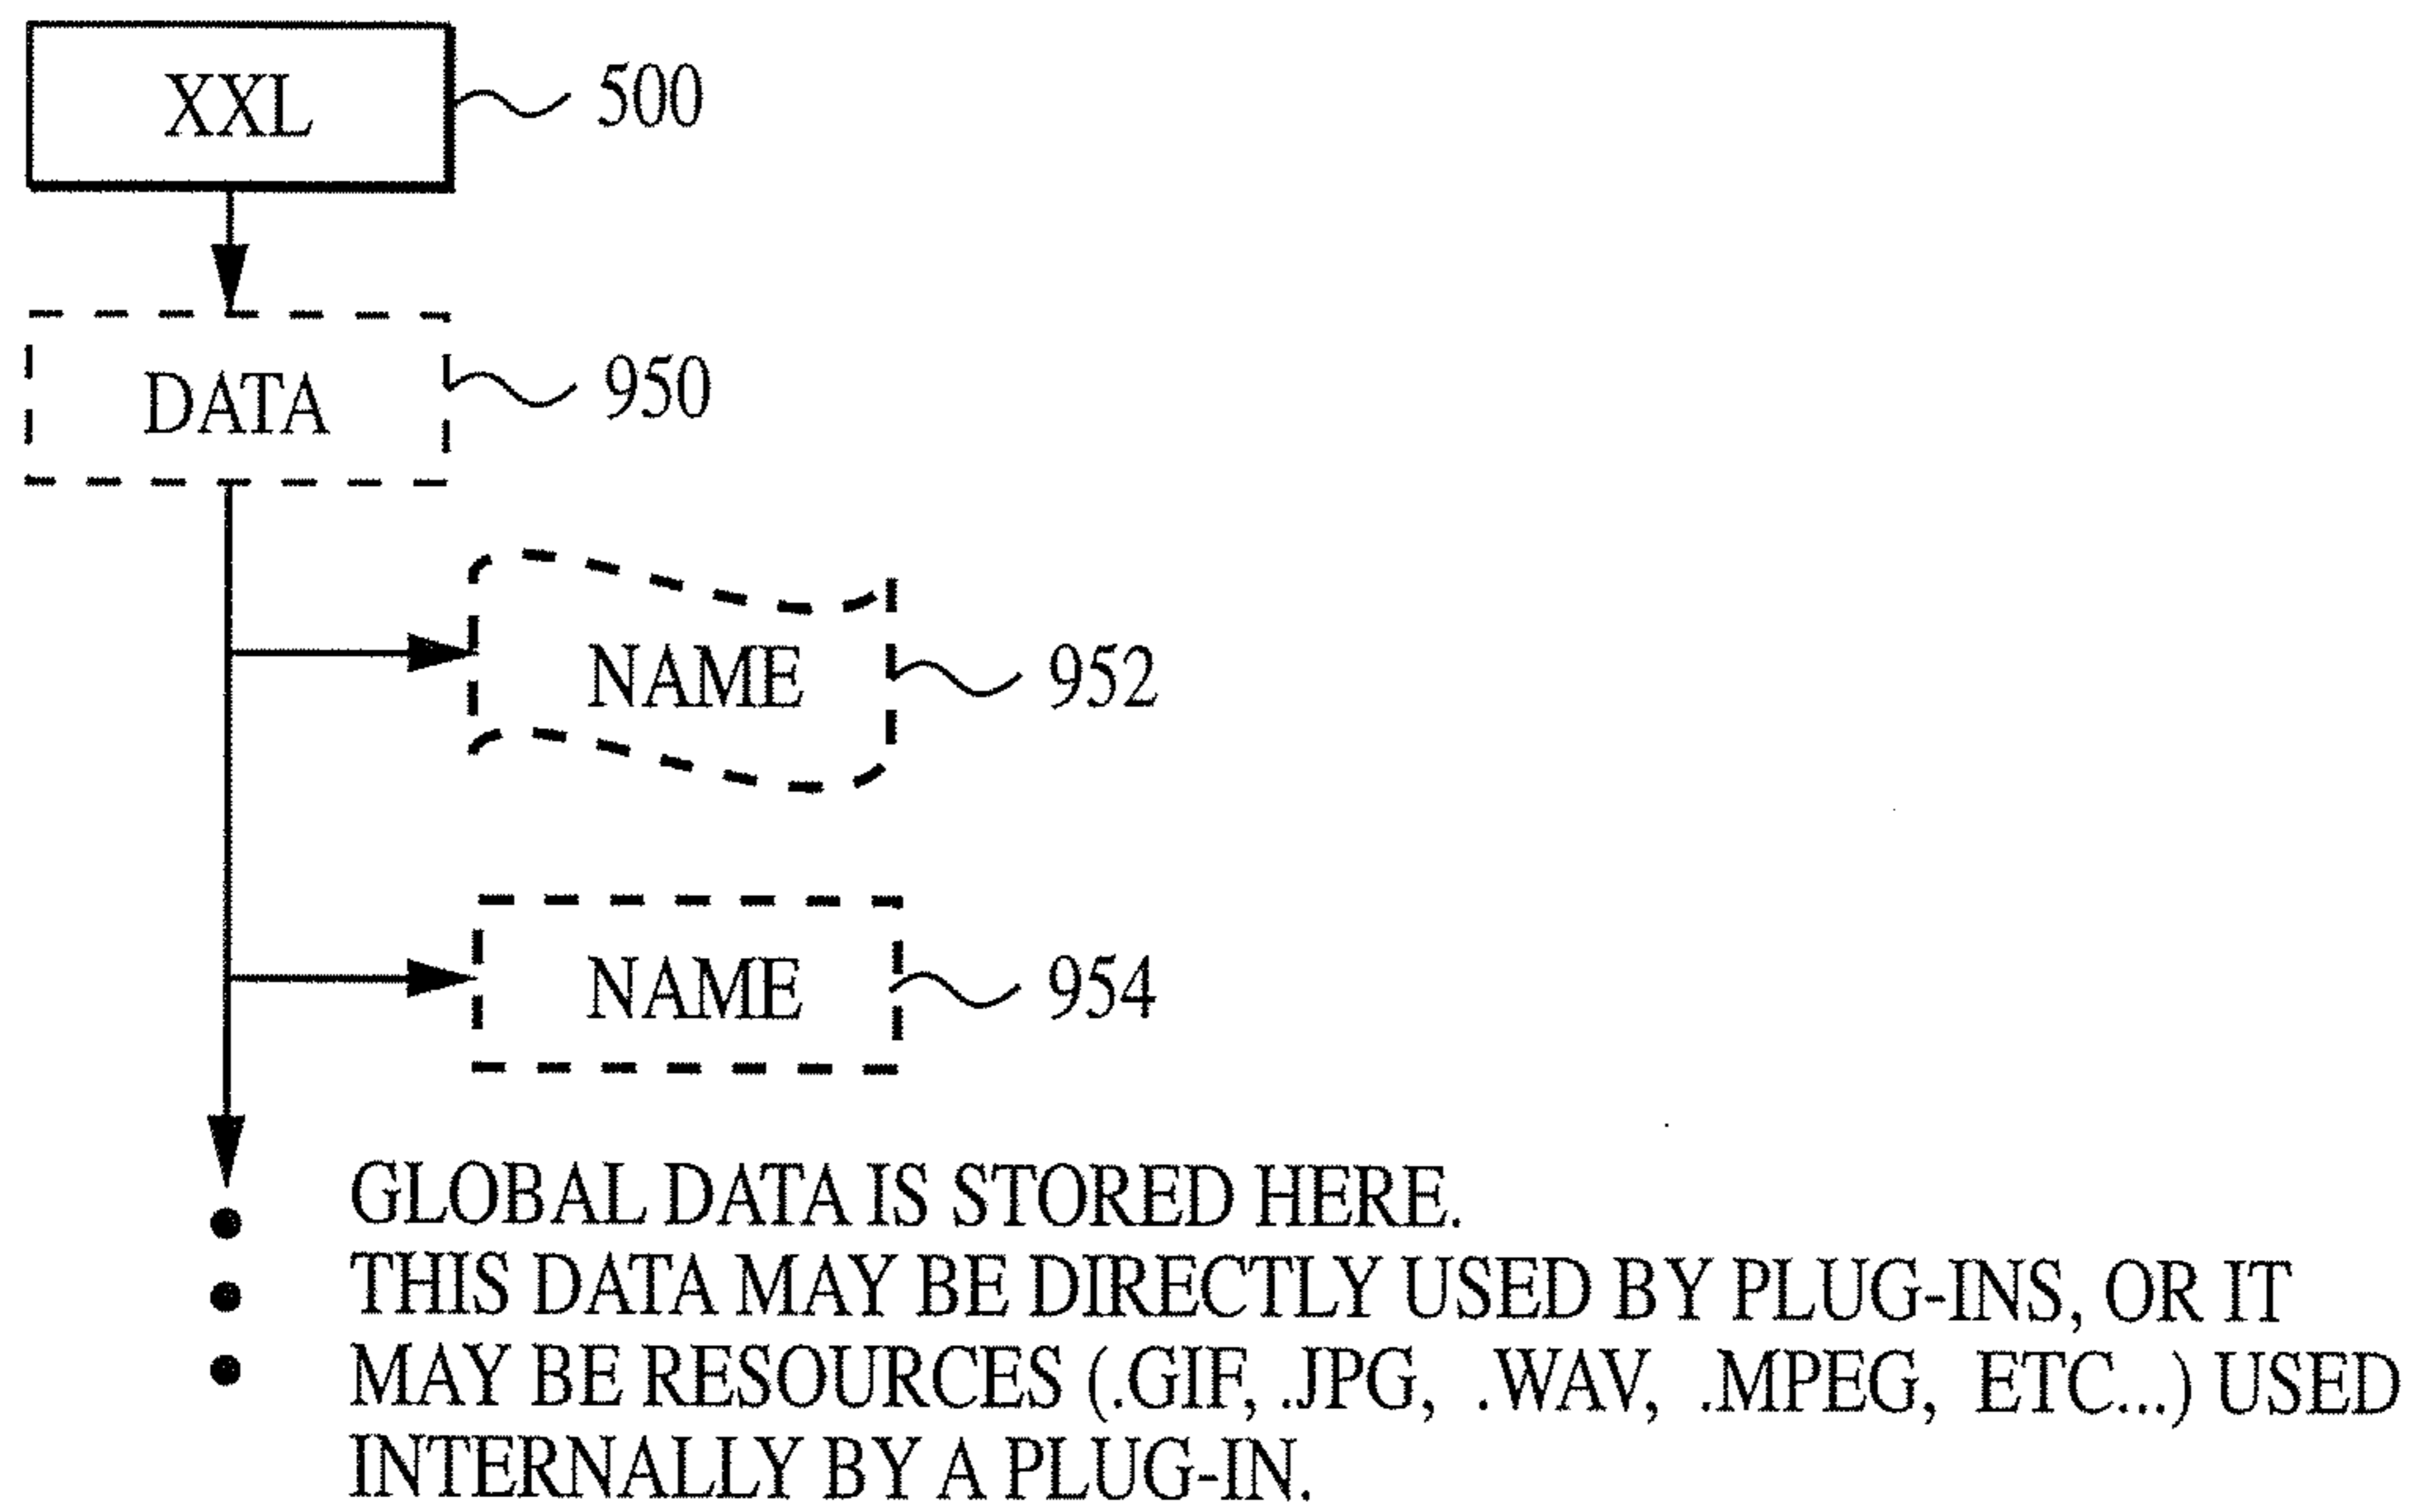 XXL 500
DATA 950
NAME 952
NAME 954
GLOBAL DATA IS STORED HERE.
THIS DATA MAY BE DIRECTLY USED BY PLUG-INS, OR IT
MAY BE RESOURCES (.GIF, .JPG, .WAV, .MPEG, ETC...) USED
INTERNALLY BY A PLUG-IN.